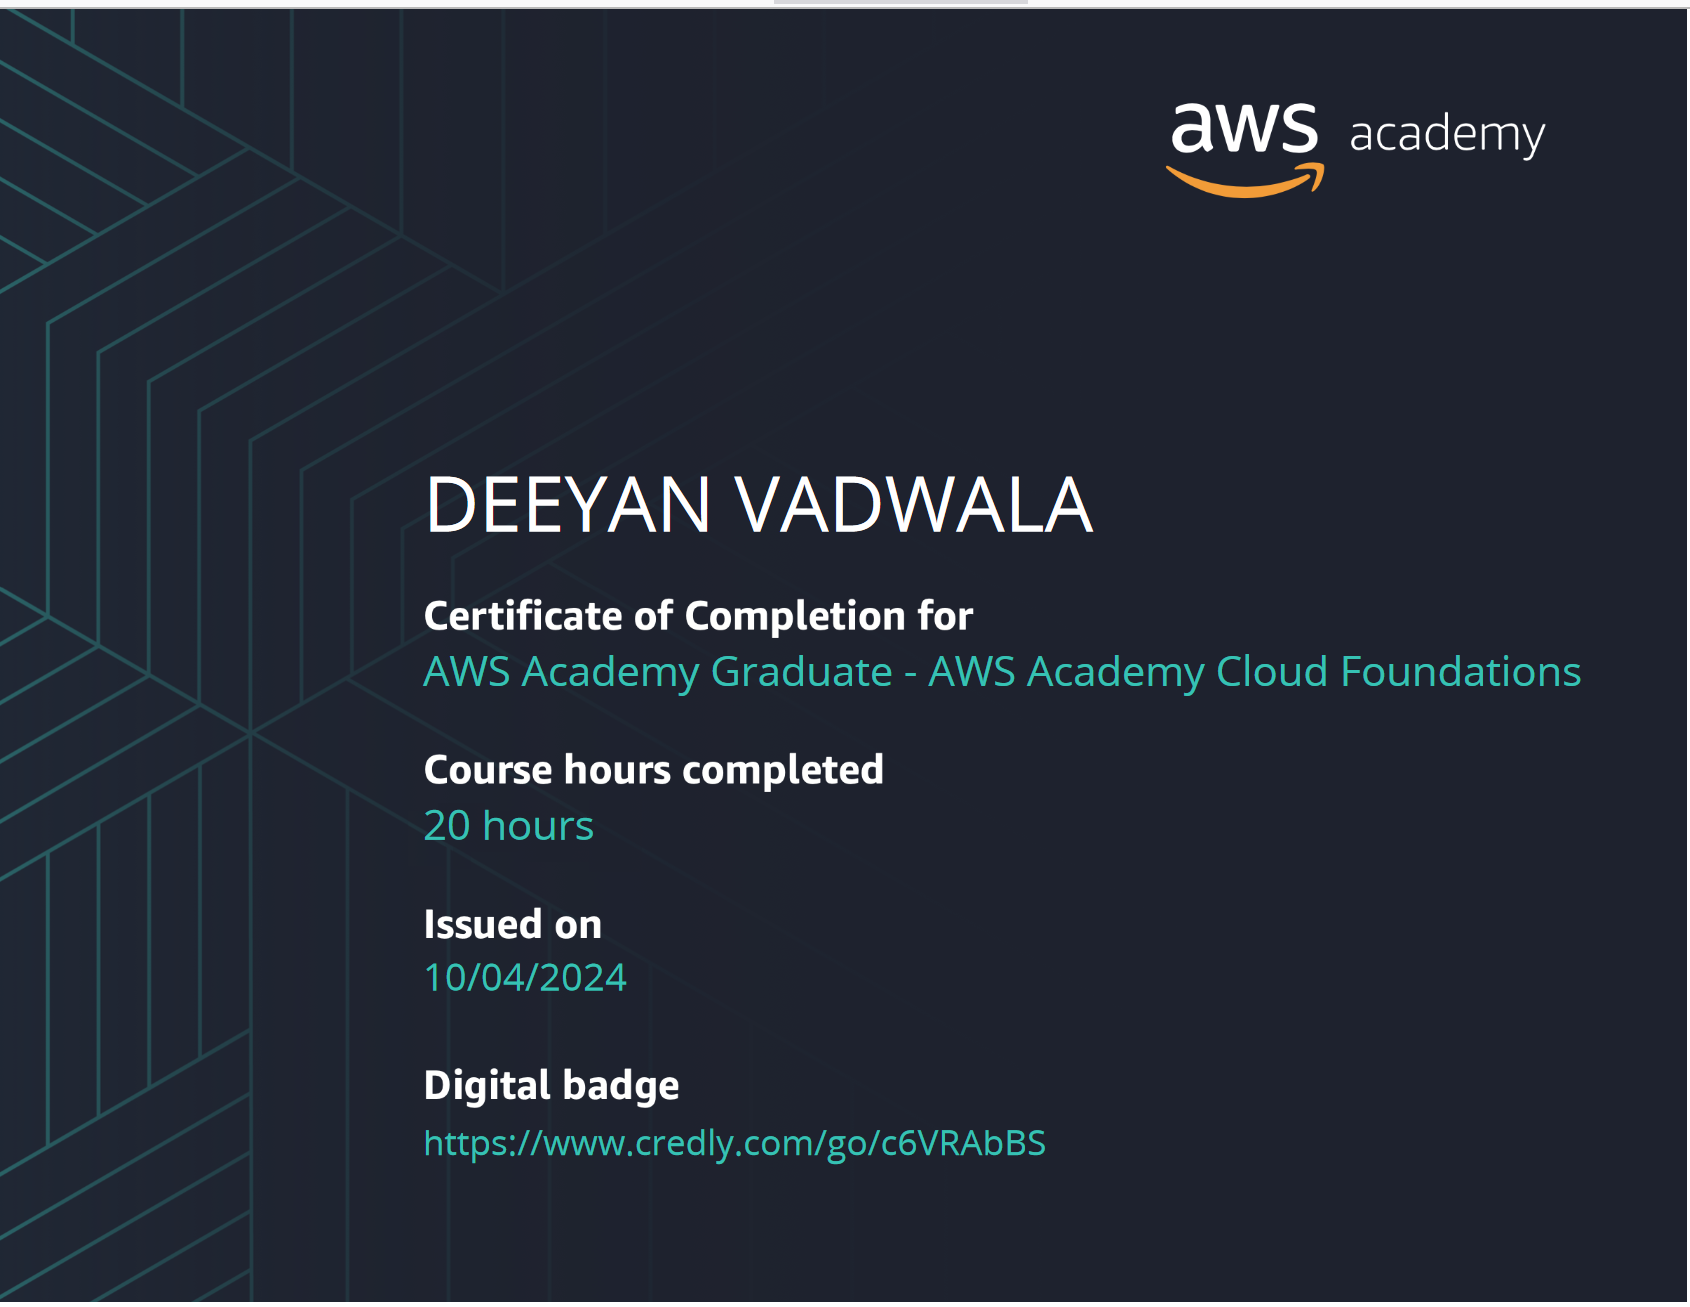 aws academy
DEEYAN VADWALA
Certificate of Completion for
AWS Academy Graduate - AWS Academy Cloud Foundations
Course hours completed
20 hours
Issued on
10/04/2024
Digital badge
https://www.credly.com/go/c6VRAbBS